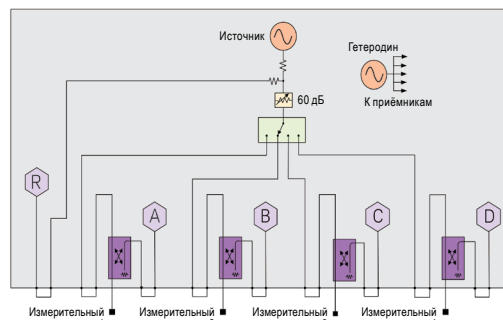 Источник
Гетеродин
60 дБ
К приёмникам
R
A
B
C
D
Измерительный
Измерительный
Измерительный
Измерительный